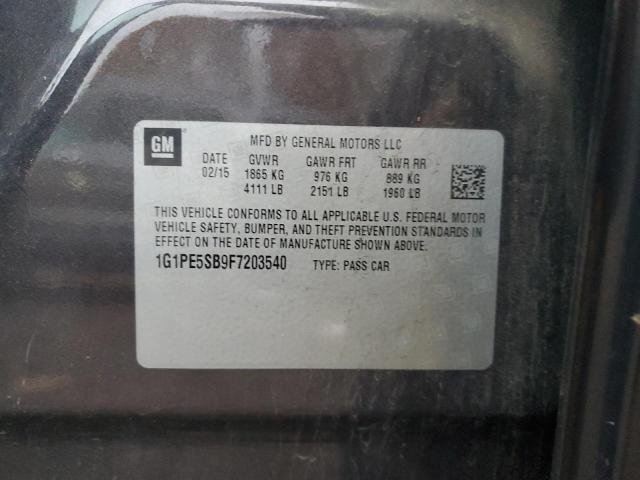 GM
MFD BY GENERAL MOTORS LLC
DATE GVWR GAWR FRT GAWR RR
02/15 1865 KG 976 KG 889 KG
4111 LB 2151 LB 1960 LB
THIS VEHICLE CONFORMS TO ALL APPLICABLE U.S. FEDERAL MOTOR
VEHICLE SAFETY, BUMPER, AND THEFT PREVENTION STANDARDS IN
EFFECT ON THE DATE OF MANUFACTURE SHOWN ABOVE.
1G1PE5SB9F7203540 TYPE: PASS CAR